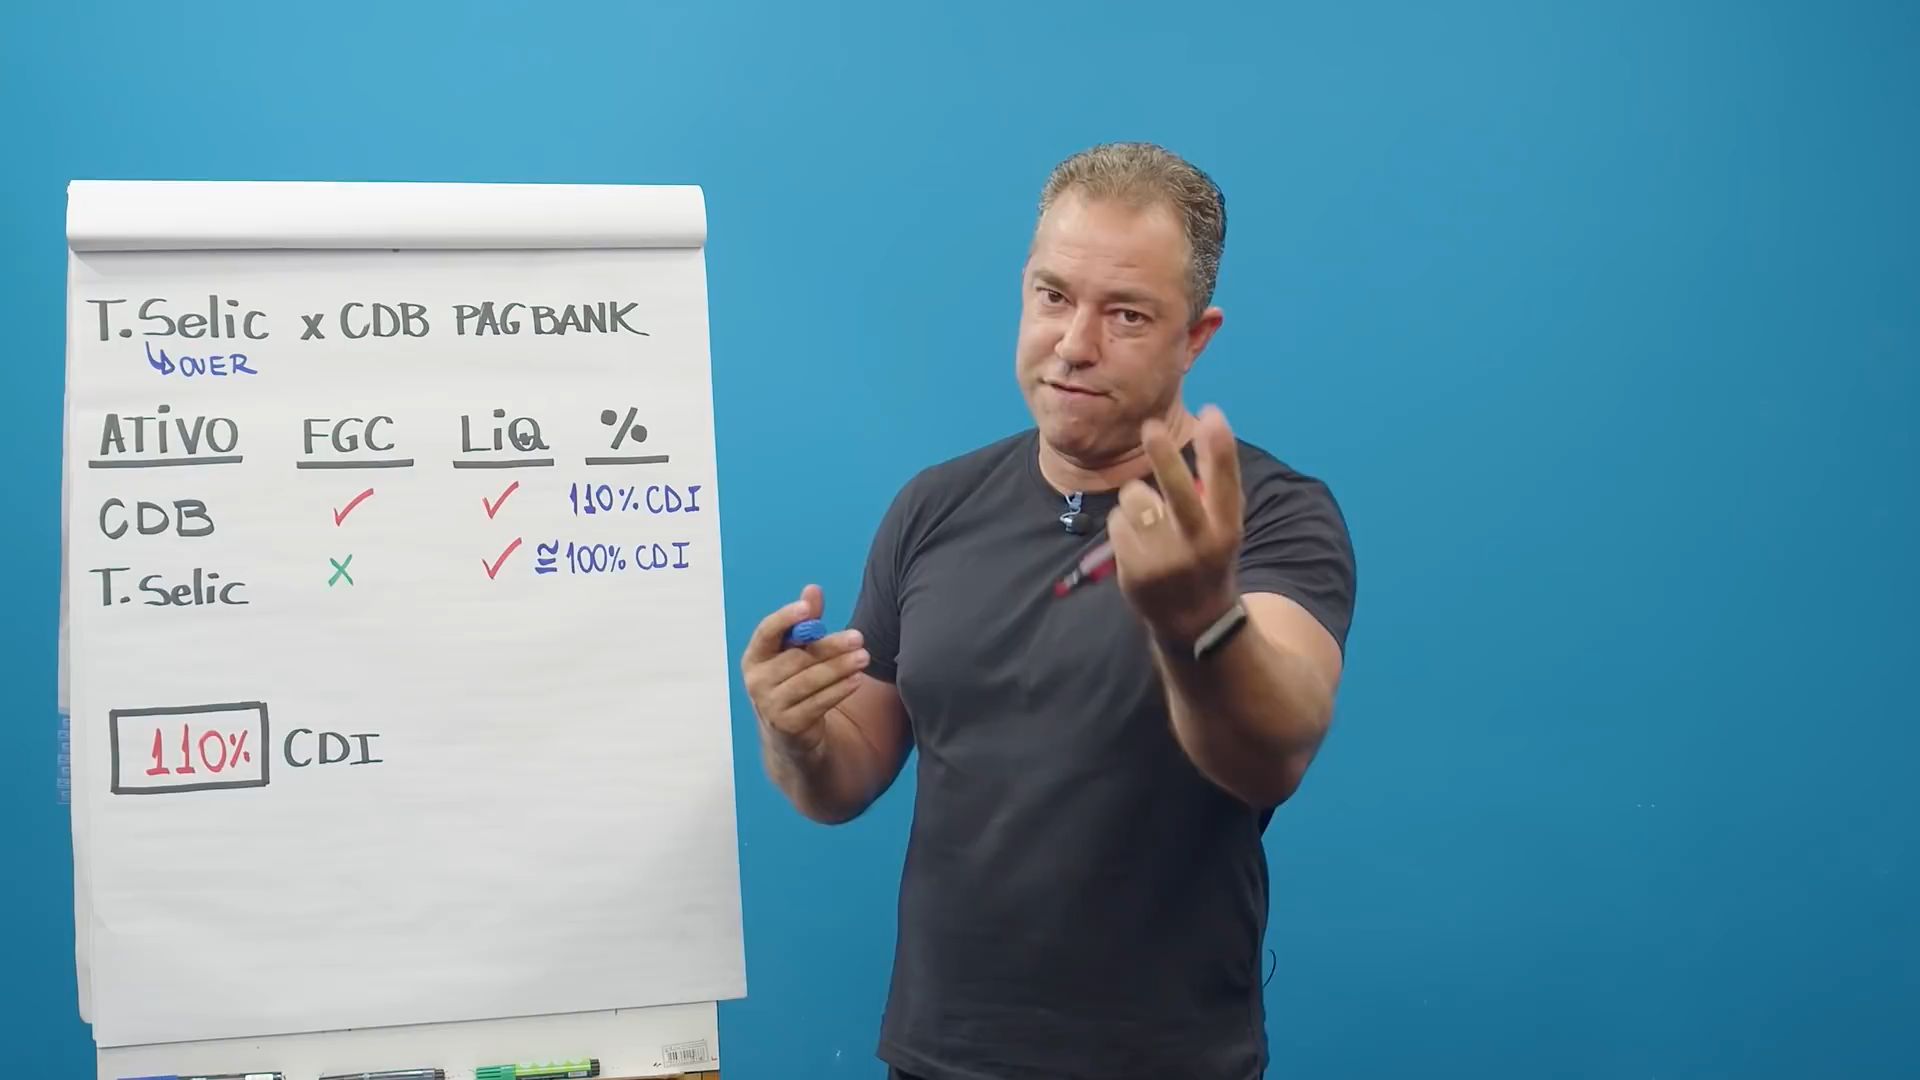 T. Selic x CDB PAGBANK
↳ OVER
ATIVO FGC LIQ %
CDB ✓ ✓ 110% CDI
T. Selic X ✓ ≅ 100% CDI
110% CDI